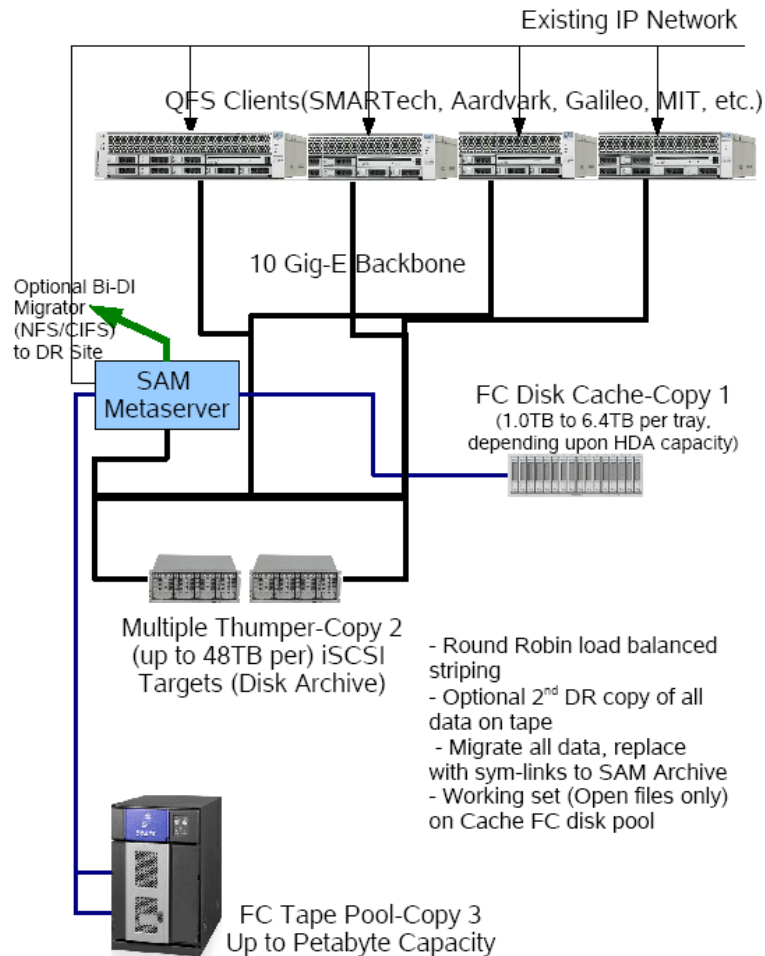 Existing IP Network
QFS Clients(SMARTech, Aardvark, Galileo, MIT, etc.)
10 Gig-E Backbone
Optional Bi-DI
Migrator
(NFS/CIFS)
to DR Site
SAM
Metaserver
FC Disk Cache-Copy 1
(1.0TB to 6.4TB per tray,
depending upon HDA capacity)
Multiple Thumper-Copy 2
(up to 48TB per) iSCSI
Targets (Disk Archive)
- Round Robin load balanced
striping
- Optional 2nd DR copy of all
data on tape
- Migrate all data, replace
with sym-links to SAM Archive
- Working set (Open files only)
on Cache FC disk pool
FC Tape Pool-Copy 3
Up to Petabyte Capacity